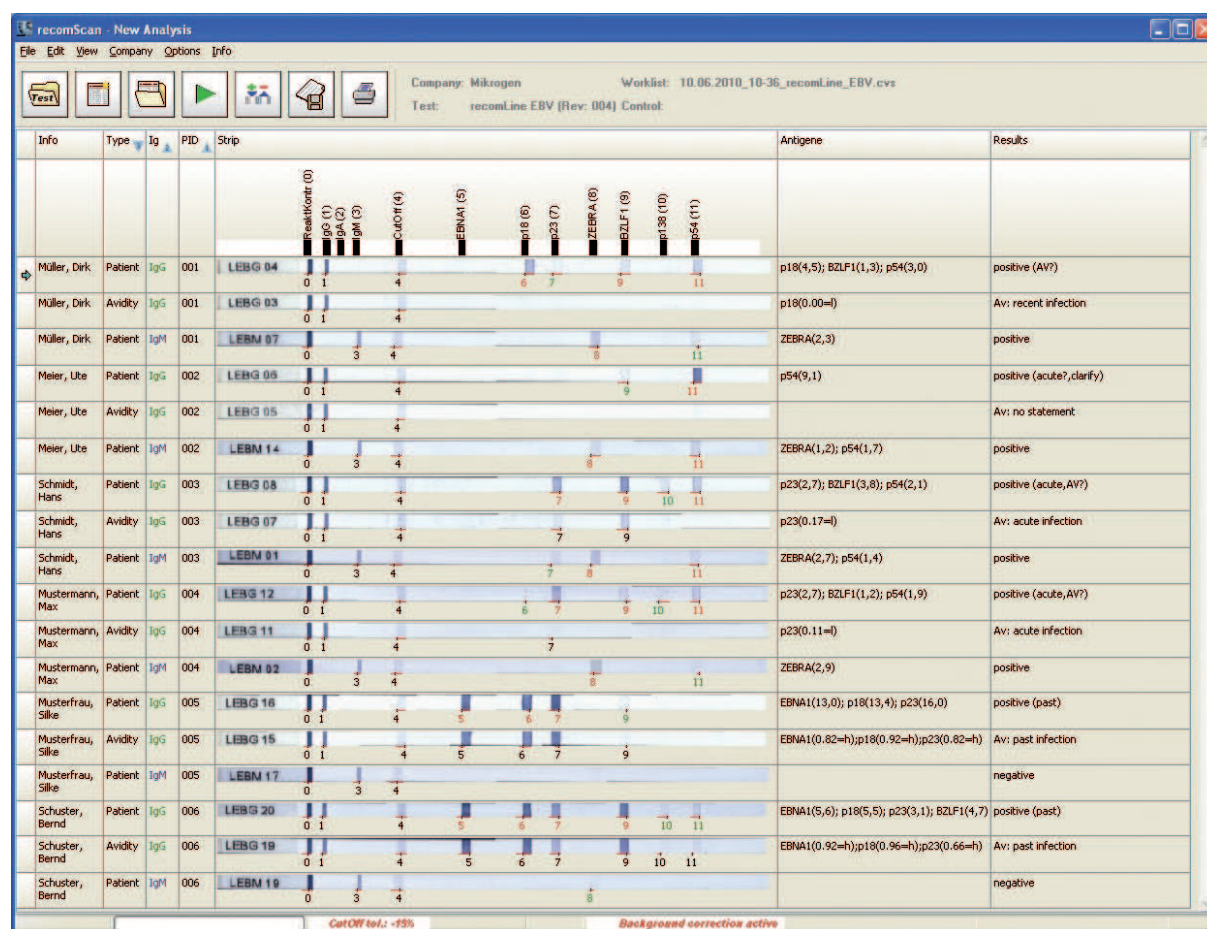 recomScan - New Analysis
File Edit View Company Options Info
Test
Company: Mikrogen Worklist: 10.06.2010_10-36_recomLine_EBV.cvs
Test: recomLine EBV (Rev: 004) Control:
Info Type Ig PID Strip Antigene Results
ReaktKontr (0) IgG (1) IgA (2) IgM (3) CutOff (4) EBNA1 (5) p18 (6) p23 (7) ZEBRA (8) BZLF1 (9) p138 (10) p54 (11)
Müller, Dirk Patient IgG 001 LEBG 04 p18(4,5); BZLF1(1,3); p54(3,0) positive (AV?)
0 1 4 6 7 9 11
Müller, Dirk Avidity IgG 001 LEBG 03 p18(0.00=l) Av: recent infection
0 1 4
Müller, Dirk Patient IgM 001 LEBM 07 ZEBRA(2,3) positive
0 3 4 8 11
Meier, Ute Patient IgG 002 LEBG 06 p54(9,1) positive (acute?,clarify)
0 1 4 9 11
Meier, Ute Avidity IgG 002 LEBG 05 Av: no statement
0 1 4
Meier, Ute Patient IgM 002 LEBM 14 ZEBRA(1,2); p54(1,7) positive
0 3 4 8 11
Schmidt, Patient IgG 003 LEBG 08 p23(2,7); BZLF1(3,8); p54(2,1) positive (acute,AV?)
Hans 0 1 4 7 9 10 11
Schmidt, Avidity IgG 003 LEBG 07 p23(0.17=l) Av: acute infection
Hans 0 1 4 7 9
Schmidt, Patient IgM 003 LEBM 01 ZEBRA(2,7); p54(1,4) positive
Hans 0 3 4 7 8 11
Mustermann, Patient IgG 004 LEBG 12 p23(2,7); BZLF1(1,2); p54(1,9) positive (acute,AV?)
Max 0 1 4 6 7 9 10 11
Mustermann, Avidity IgG 004 LEBG 11 p23(0.11=l) Av: acute infection
Max 0 1 4 7
Mustermann, Patient IgM 004 LEBM 02 ZEBRA(2,9) positive
Max 0 3 4 8 11
Musterfrau, Patient IgG 005 LEBG 16 EBNA1(13,0); p18(13,4); p23(16,0) positive (past)
Silke 0 1 4 5 6 7 9
Musterfrau, Avidity IgG 005 LEBG 15 EBNA1(0.82=h);p18(0.92=h);p23(0.82=h) Av: past infection
Silke 0 1 4 5 6 7 9
Musterfrau, Patient IgM 005 LEBM 17 negative
Silke 0 3 4
Schuster, Patient IgG 006 LEBG 20 EBNA1(5,6); p18(5,5); p23(3,1); BZLF1(4,7) positive (past)
Bernd 0 1 4 5 6 7 9 10 11
Schuster, Avidity IgG 006 LEBG 19 EBNA1(0.92=h);p18(0.96=h);p23(0.66=h) Av: past infection
Bernd 0 1 4 5 6 7 9 10 11
Schuster, Patient IgM 006 LEBM 19 negative
Bernd 0 3 4 8
CutOff tol.: -15% Background correction active